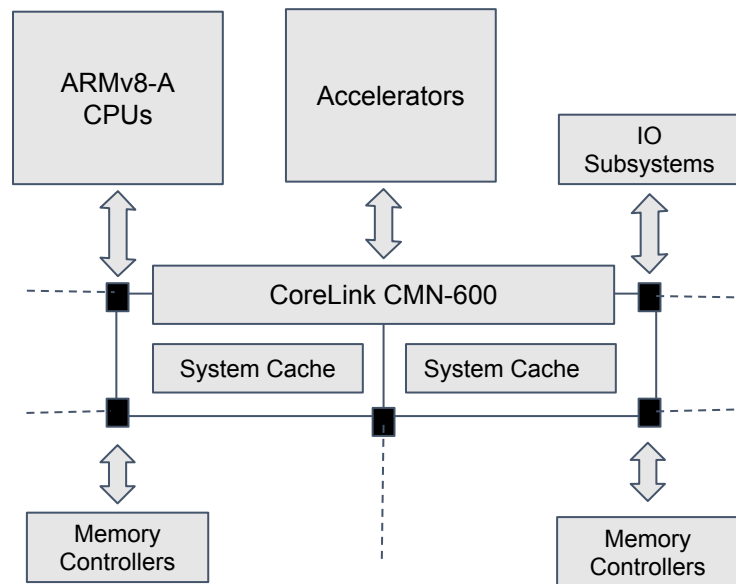 ARMv8-A
CPUs
Accelerators
IO
Subsystems
CoreLink CMN-600
System Cache
System Cache
Memory
Controllers
Memory
Controllers